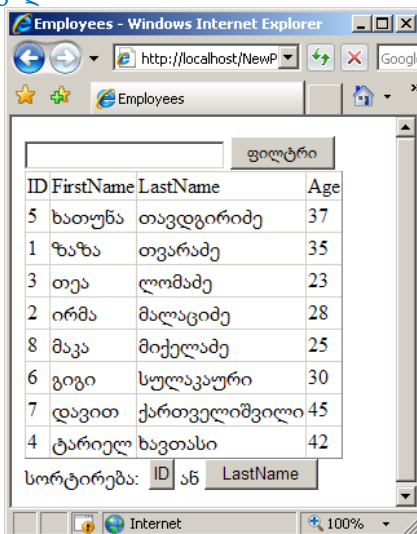 Employees - Windows Internet Explorer
http://localhost/NewP
Googl
Employees
ფილტრი
ID FirstName LastName Age
5 ხათუნა თავდგირიძე 37
1 ზაზა თვარაძე 35
3 თეა ლომაძე 23
2 ირმა მალაციძე 28
8 მაკა მიქელაძე 25
6 გიგი სულაკაური 30
7 დავით ქართველიშვილი 45
4 ტარიელ ხავთასი 42
სორტირება: ID ან LastName
Internet 100%